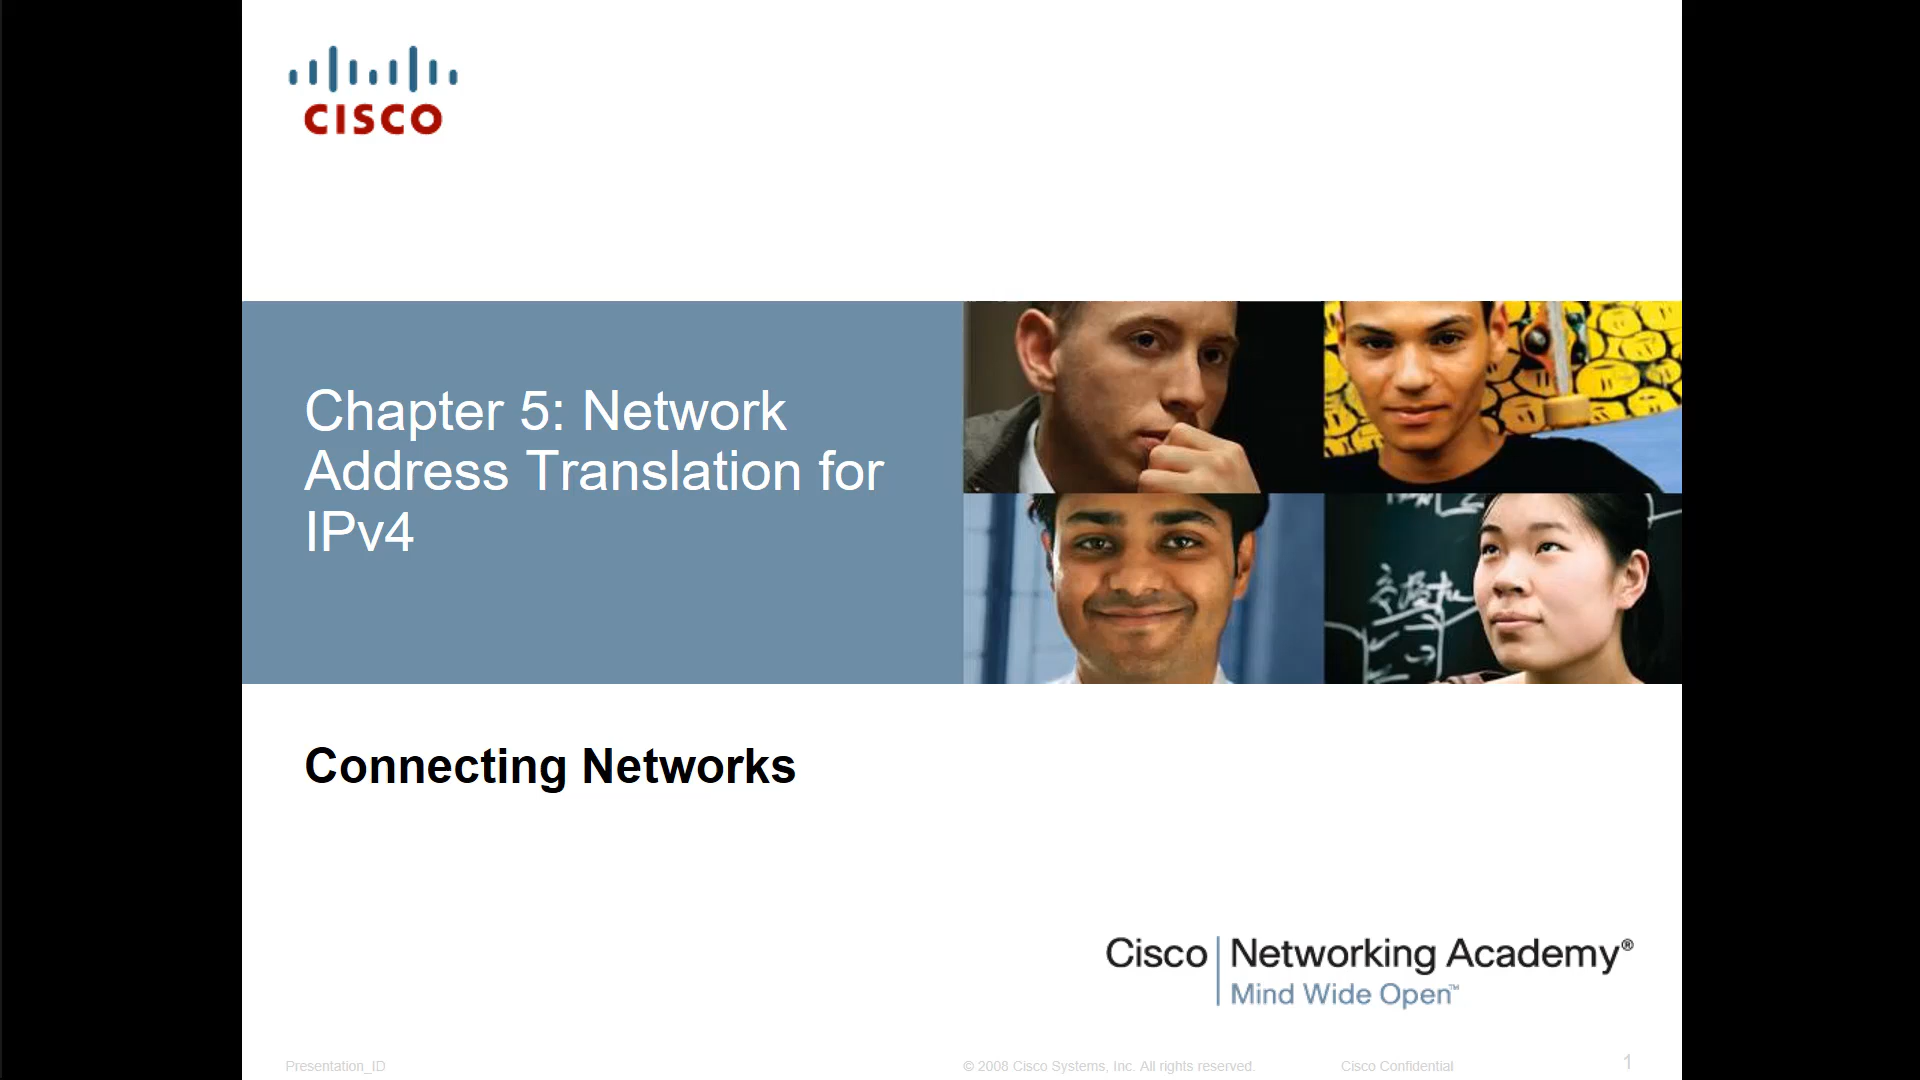 CISCO
Chapter 5: Network
Address Translation for
IPv4
Connecting Networks
Cisco Networking Academy®
Mind Wide Open™
Presentation_ID
© 2008 Cisco Systems, Inc. All rights reserved.
Cisco Confidential
1